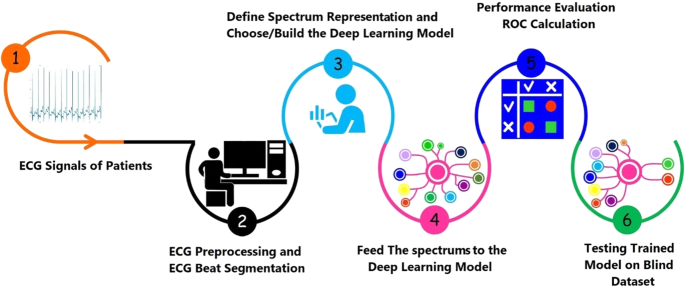 1
ECG Signals of Patients
2
ECG Preprocessing and
ECG Beat Segmentation
Define Spectrum Representation and
Choose/Build the Deep Learning Model
3
4
Feed The spectrums to the
Deep Learning Model
Performance Evaluation
ROC Calculation
5
6
Testing Trained
Model on Blind
Dataset